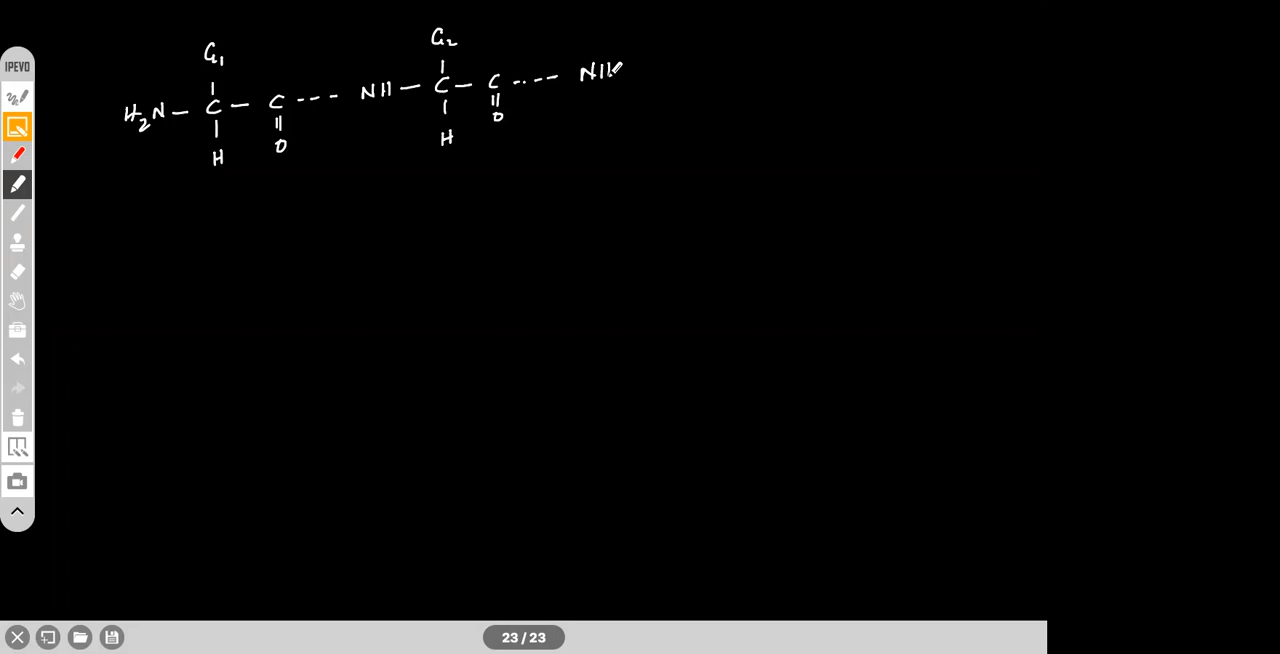 IPEVO
G₁ G₂
H₂N – C – C --- NH – C – C --- NH
H O H O
23 / 23